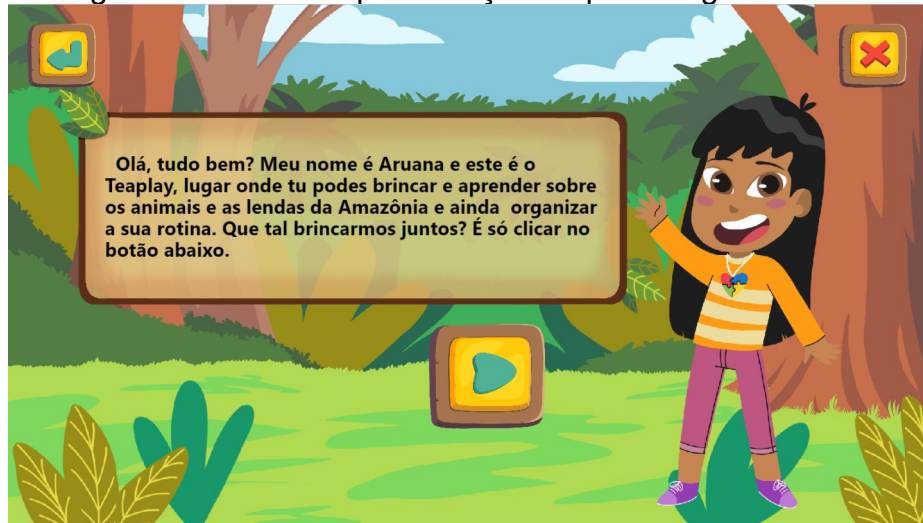 Olá, tudo bem? Meu nome é Aruana e este é o
Teaplay, lugar onde tu podes brincar e aprender sobre
os animais e as lendas da Amazônia e ainda organizar
a sua rotina. Que tal brincarmos juntos? É só clicar no
botão abaixo.